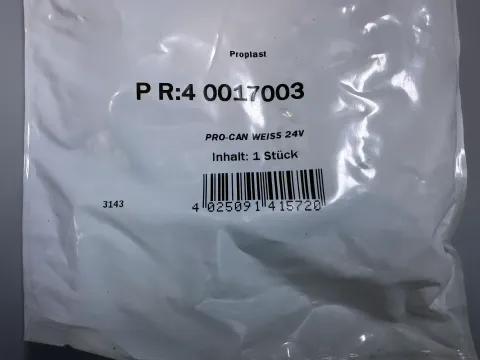 Proplast
P R:4 0017003
PRO-CAN WEISS 24V
Inhalt: 1 Stück
3143
4 025091 415720